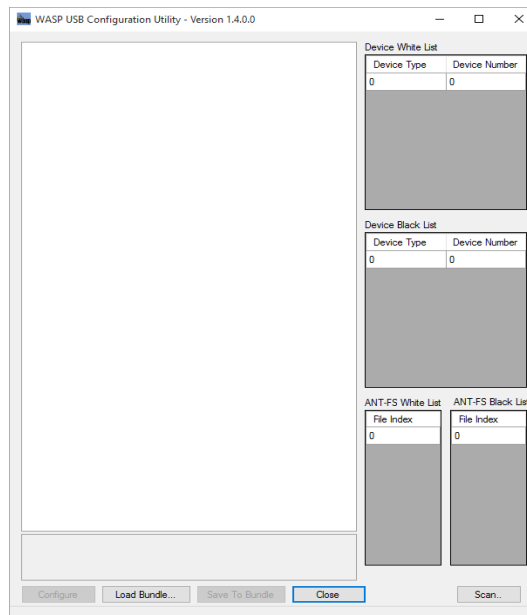 WASP USB Configuration Utility - Version 1.4.0.0
Device White List
Device Type Device Number
0 0
Device Black List
Device Type Device Number
0 0
ANT-FS White List ANT-FS Black List
File Index File Index
0 0
Configure Load Bundle... Save To Bundle Close Scan..